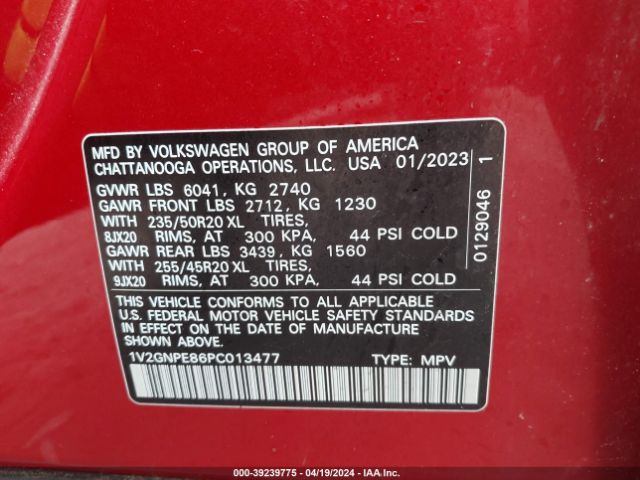 MFD BY VOLKSWAGEN GROUP OF AMERICA
CHATTANOOGA OPERATIONS, LLC. USA 01/2023
GVWR LBS 6041, KG 2740
GAWR FRONT LBS 2712, KG 1230
WITH 235/50R20 XL TIRES,
8JX20 RIMS, AT 300 KPA, 44 PSI COLD
GAWR REAR LBS 3439, KG 1560
WITH 255/45R20 XL TIRES,
9JX20 RIMS, AT 300 KPA, 44 PSI COLD
THIS VEHICLE CONFORMS TO ALL APPLICABLE
U.S. FEDERAL MOTOR VEHICLE SAFETY STANDARDS
IN EFFECT ON THE DATE OF MANUFACTURE
SHOWN ABOVE.
1V2GNPE86PC013477 TYPE: MPV
0129046 1
000-39239775 - 04/19/2024 - IAA Inc.